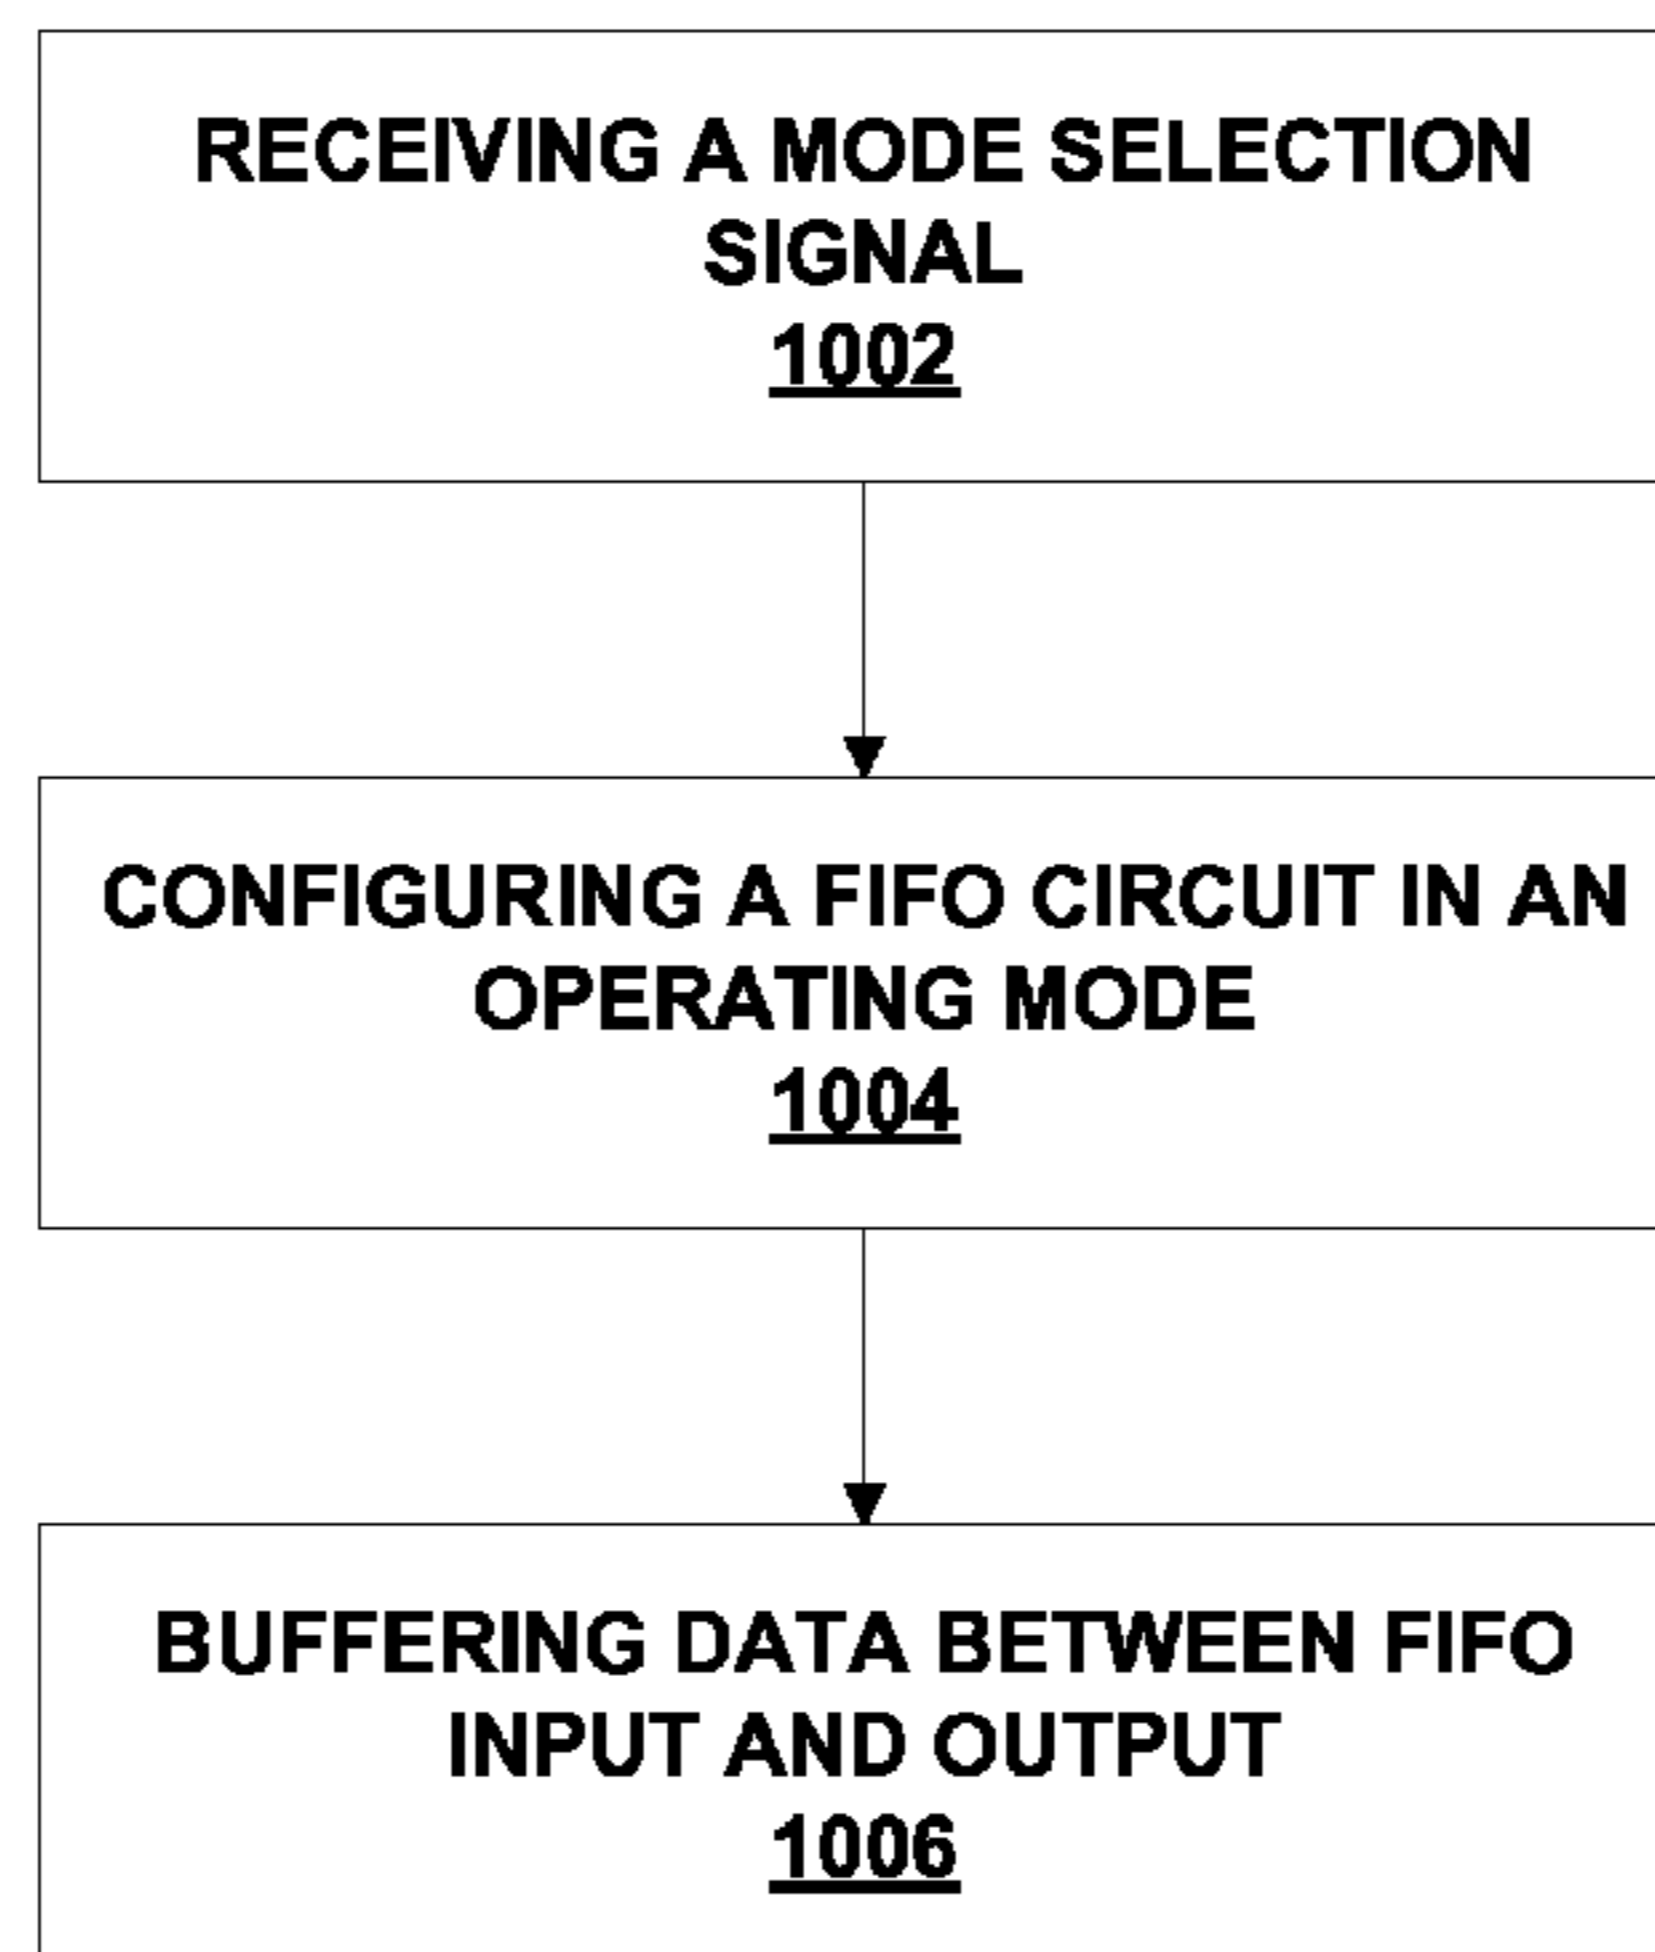 RECEIVING A MODE SELECTION
SIGNAL
1002
CONFIGURING A FIFO CIRCUIT IN AN
OPERATING MODE
1004
BUFFERING DATA BETWEEN FIFO
INPUT AND OUTPUT
1006